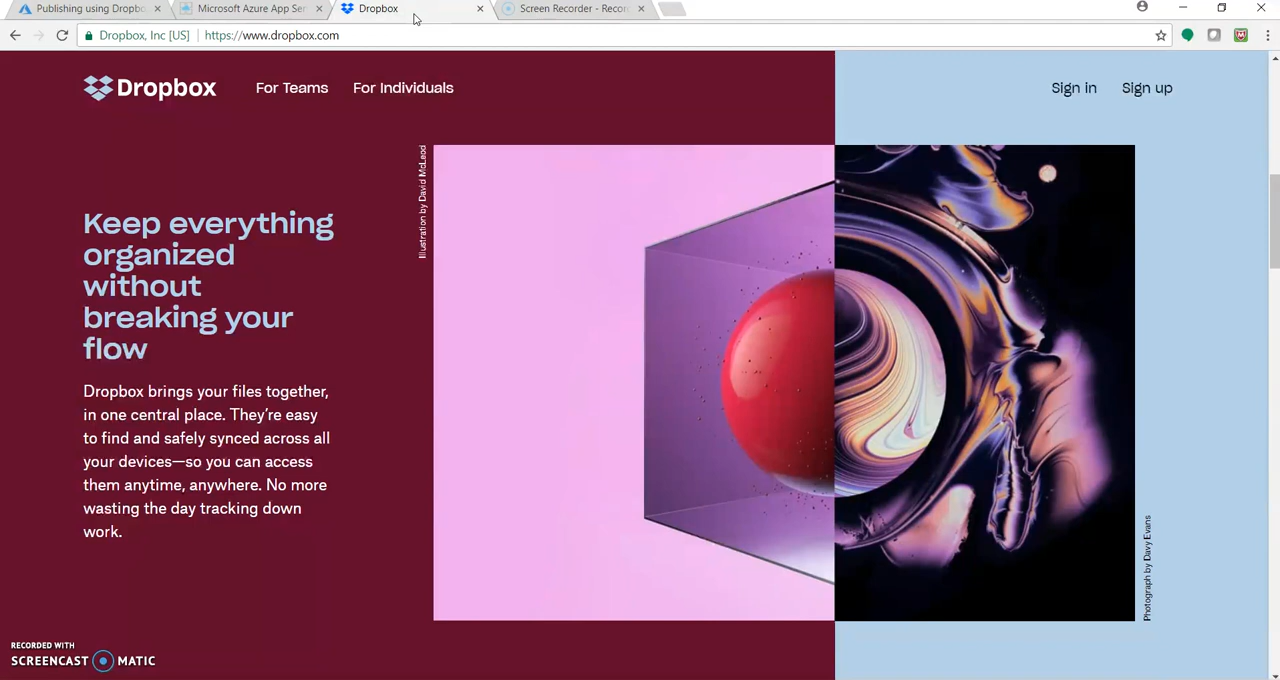 Publishing using Dropbo
Microsoft Azure App Ser
Dropbox
Screen Recorder - Recor
Dropbox, Inc [US]
https://www.dropbox.com
Dropbox
For Teams
For Individuals
Sign in
Sign up
Illustration by David McLeod
Keep everything
organized
without
breaking your
flow
Dropbox brings your files together,
in one central place. They're easy
to find and safely synced across all
your devices—so you can access
them anytime, anywhere. No more
wasting the day tracking down
work.
Photograph by Davy Evans
RECORDED WITH
SCREENCAST MATIC